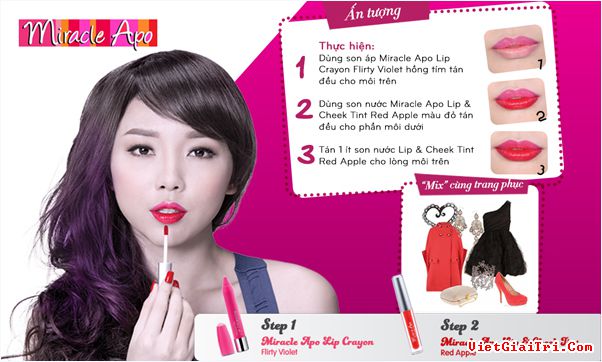 Miracle Apo
Ấn tượng
Thực hiện:
1 Dùng son áp Miracle Apo Lip
Crayon Flirty Violet hồng tím tán
đều cho môi trên
2 Dùng son nước Miracle Apo Lip &
Cheek Tint Red Apple màu đỏ tán
đều cho phần môi dưới
3 Tán 1 ít son nước Lip & Cheek Tint
Red Apple cho lòng môi trên
1
2
3
"Mix" cùng trang phục
Step 1
Miracle Apo Lip Crayon
Flirty Violet
Step 2
Red Apple
VietGiaiTri.Com